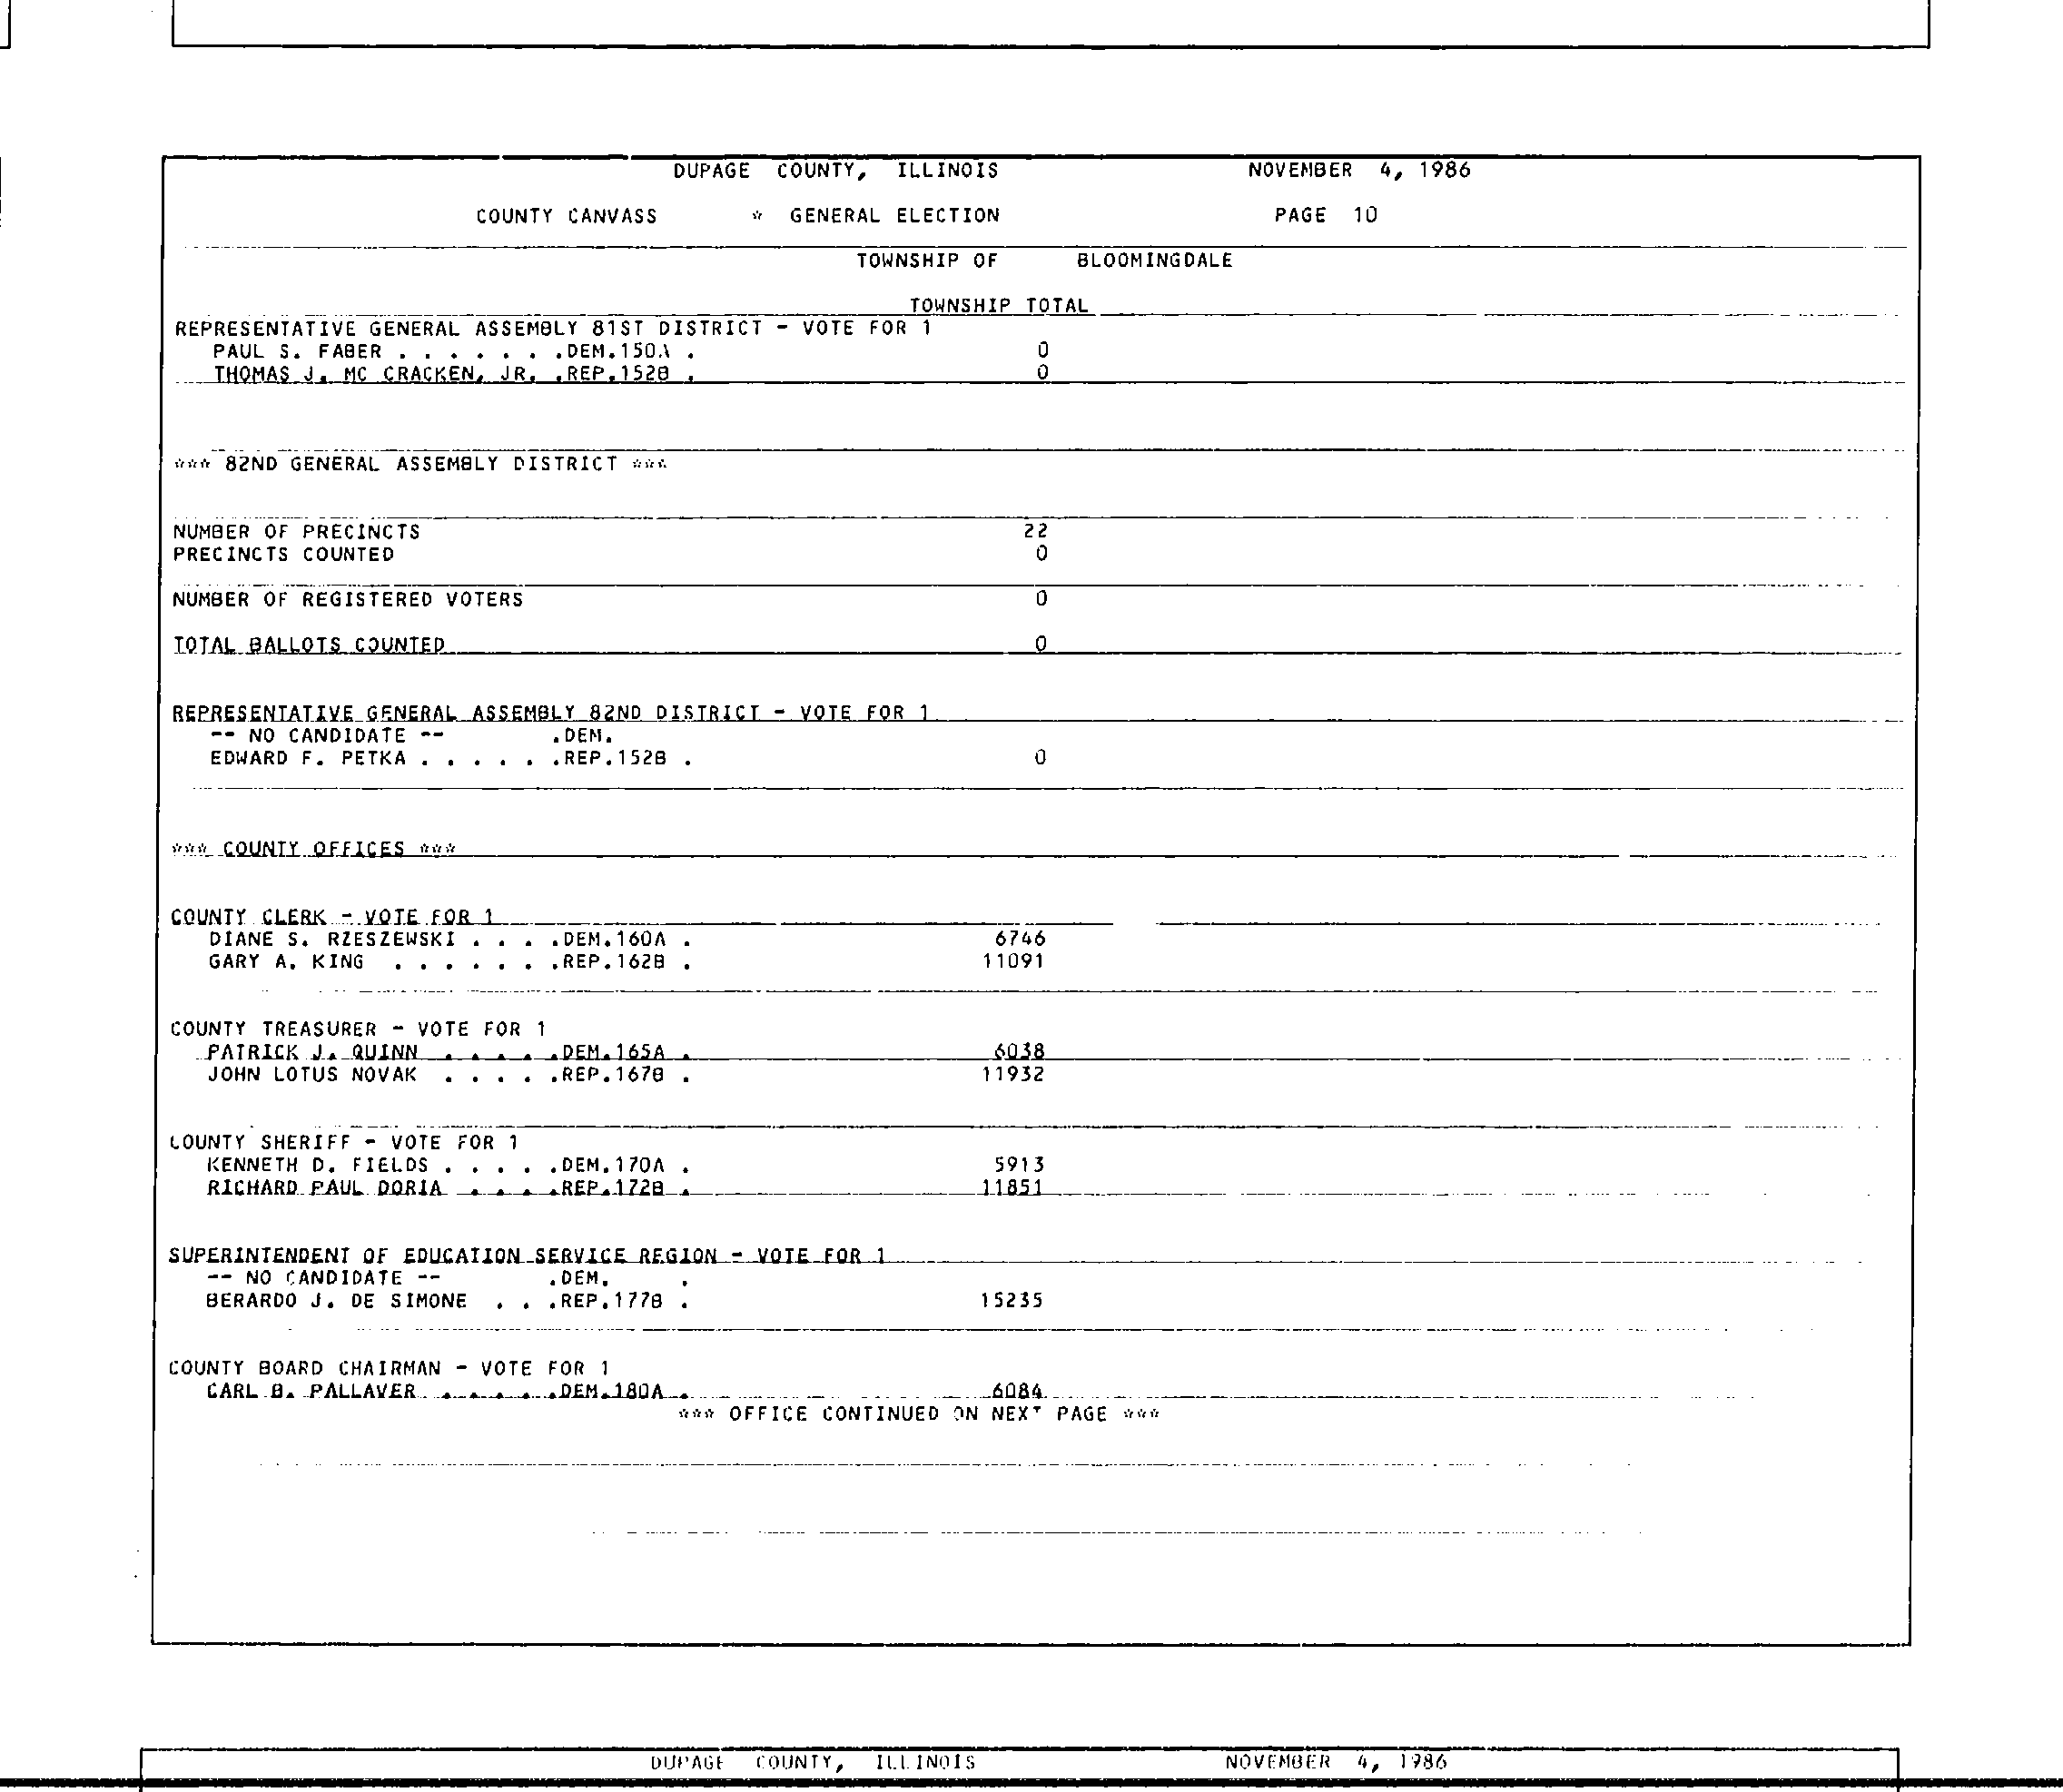 DUPAGE COUNTY, ILLINOIS NOVEMBER 4, 1986
COUNTY CANVASS * GENERAL ELECTION PAGE 10
TOWNSHIP OF BLOOMINGDALE
TOWNSHIP TOTAL
REPRESENTATIVE GENERAL ASSEMBLY 81ST DISTRICT - VOTE FOR 1
PAUL S. FABER . . . . . . .DEM.150A . 0
THOMAS J. MC CRACKEN, JR. .REP.152B . 0
*** 82ND GENERAL ASSEMBLY DISTRICT ***
NUMBER OF PRECINCTS 22
PRECINCTS COUNTED 0
NUMBER OF REGISTERED VOTERS 0
TOTAL BALLOTS COUNTED 0
REPRESENTATIVE GENERAL ASSEMBLY 82ND DISTRICT - VOTE FOR 1
-- NO CANDIDATE -- .DEM.
EDWARD F. PETKA . . . . . .REP.152B . 0
*** COUNTY OFFICES ***
COUNTY CLERK - VOTE FOR 1
DIANE S. RZESZEWSKI . . . .DEM.160A . 6746
GARY A. KING . . . . . . .REP.162B . 11091
COUNTY TREASURER - VOTE FOR 1
PATRICK J. QUINN . . . . .DEM.165A . 6038
JOHN LOTUS NOVAK . . . . .REP.167B . 11932
COUNTY SHERIFF - VOTE FOR 1
KENNETH D. FIELDS . . . . .DEM.170A . 5913
RICHARD PAUL DORIA . . . .REP.172B . 11851
SUPERINTENDENT OF EDUCATION SERVICE REGION - VOTE FOR 1
-- NO CANDIDATE -- .DEM. .
BERARDO J. DE SIMONE . . .REP.177B . 15235
COUNTY BOARD CHAIRMAN - VOTE FOR 1
CARL B. PALLAVER . . . . .DEM.180A . 6084
*** OFFICE CONTINUED ON NEXT PAGE ***
DUPAGE COUNTY, ILLINOIS NOVEMBER 4, 1986